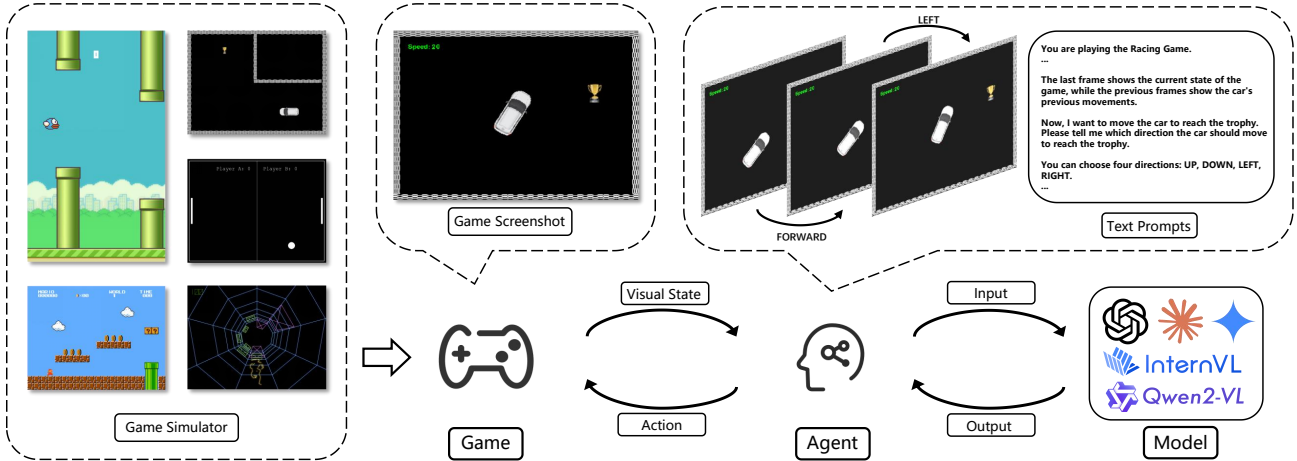 Player A: 0
Player B: 0
Game Simulator
Speed: 20
Game Screenshot
Speed: 20
Speed: 20
Speed: 20
LEFT
FORWARD
You are playing the Racing Game.
...
The last frame shows the current state of the
game, while the previous frames show the car's
previous movements.
Now, I want to move the car to reach the trophy.
Please tell me which direction the car should move
to reach the trophy.
You can choose four directions: UP, DOWN, LEFT,
RIGHT.
...
Text Prompts
Visual State
Action
Input
Output
Game
Agent
InternVL
Qwen2-VL
Model